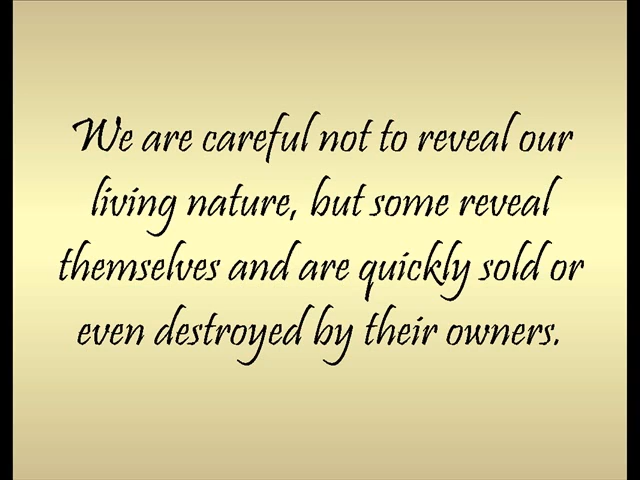 We are careful not to reveal our
living nature, but some reveal
themselves and are quickly sold or
even destroyed by their owners.